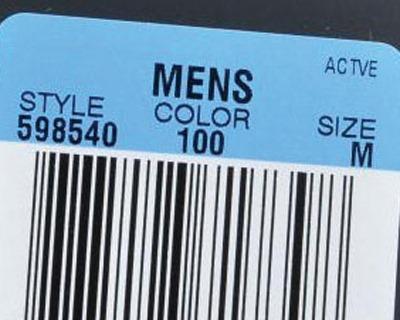 ACTVE
MENS
STYLE COLOR SIZE
598540 100 M